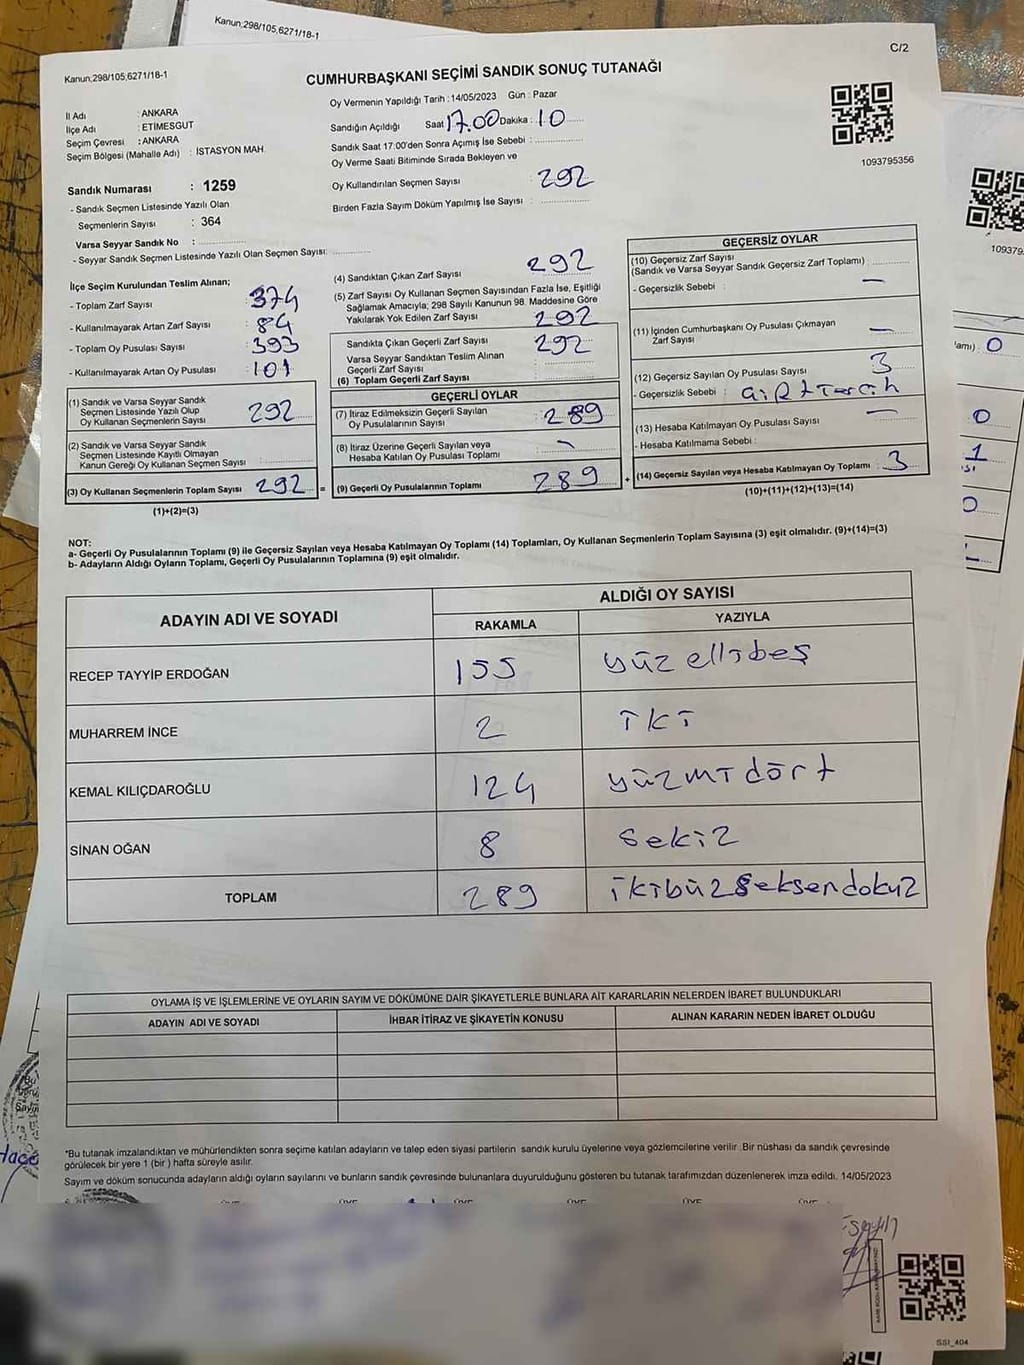 Kanun;298/105,6271/18-1
Kanun;298/105,6271/18-1
C/2
CUMHURBAŞKANI SEÇİMİ SANDIK SONUÇ TUTANAĞI
İl Adı : ANKARA
İlçe Adı : ETİMESGUT
Seçim Çevresi : ANKARA
Seçim Bölgesi (Mahalle Adı) : İSTASYON MAH.
Oy Vermenin Yapıldığı Tarih :14/05/2023 Gün : Pazar
Sandığın Açıldığı Saat 17.00 Dakika : 10
Sandık Saat 17:00'den Sonra Açımış İse Sebebi :
Oy Verme Saati Bitiminde Sırada Bekleyen ve
Oy Kullandırılan Seçmen Sayısı : 292
Birden Fazla Sayım Döküm Yapılmış İse Sayısı :
1093795356
Sandık Numarası : 1259
- Sandık Seçmen Listesinde Yazılı Olan
Seçmenlerin Sayısı : 364
Varsa Seyyar Sandık No :
- Seyyar Sandık Seçmen Listesinde Yazılı Olan Seçmen Sayısı:
İlçe Seçim Kurulundan Teslim Alınan;
- Toplam Zarf Sayısı : 374
- Kullanılmayarak Artan Zarf Sayısı : 84
- Toplam Oy Pusulası Sayısı : 393
- Kullanılmayarak Artan Oy Pusulası : 101
(1) Sandık ve Varsa Seyyar Sandık
Seçmen Listesinde Yazılı Olup
Oy Kullanan Seçmenlerin Sayısı : 292
(2) Sandık ve Varsa Seyyar Sandık
Seçmen Listesinde Kayıtlı Olmayan
Kanun Gereği Oy Kullanan Seçmen Sayısı
(3) Oy Kullanan Seçmenlerin Toplam Sayısı 292 =
(1)+(2)=(3)
(4) Sandıktan Çıkan Zarf Sayısı : 292
(5) Zarf Sayısı Oy Kullanan Seçmen Sayısından Fazla İse, Eşitliği
Sağlamak Amacıyla; 298 Sayılı Kanunun 98. Maddesine Göre
Yakılarak Yok Edilen Zarf Sayısı : 292
Sandıkta Çıkan Geçerli Zarf Sayısı : 292
Varsa Seyyar Sandıktan Teslim Alınan
Geçerli Zarf Sayısı :
(6) Toplam Geçerli Zarf Sayısı :
GEÇERLİ OYLAR
(7) İtiraz Edilmeksizin Geçerli Sayılan
Oy Pusulasının Sayısı : 289
(8) İtiraz Üzerine Geçerli Sayılan veya
Hesaba Katılan Oy Pusulası Toplamı : -
(9) Geçerli Oy Pusulalarının Toplamı : 289 +
GEÇERSİZ OYLAR
(10) Geçersiz Zarf Sayısı
(Sandık ve Varsa Seyyar Sandık Geçersiz Zarf Toplamı) :
- Geçersizlik Sebebi : -
(11) İçinden Cumhurbaşkanı Oy Pusulası Çıkmayan
Zarf Sayısı : -
(12) Geçersiz Sayılan Oy Pusulası Sayısı : 3
- Geçersizlik Sebebi :
(13) Hesaba Katılmayan Oy Pusulası Sayısı : -
- Hesaba Katılmama Sebebi :
(14) Geçersiz Sayılan veya Hesaba Katılmayan Oy Toplamı : 3
(10)+(11)+(12)+(13)=(14)
NOT:
a- Geçerli Oy Pusulalarının Toplamı (9) ile Geçersiz Sayılan veya Hesaba Katılmayan Oy Toplamı (14) Toplamları, Oy Kullanan Seçmenlerin Toplam Sayısına (3) eşit olmalıdır. (9)+(14)=(3)
b- Adayların Aldığı Oyların Toplamı, Geçerli Oy Pusulalarının Toplamına (9) eşit olmalıdır.
ADAYIN ADI VE SOYADI ALDIĞI OY SAYISI
RAKAMLA YAZIYLA
RECEP TAYYİP ERDOĞAN 155 yüz ellibeş
MUHARREM İNCE 2 iki
KEMAL KILIÇDAROĞLU 124 yüzmi dört
SİNAN OĞAN 8 sekiz
TOPLAM 289 ikibüz seksendokuz
OYLAMA İŞ VE İŞLEMLERİNE VE OYLARIN SAYIM VE DÖKÜMÜNE DAİR ŞİKAYETLERLE BUNLARA AİT KARARLARIN NELERDEN İBARET BULUNDUKLARI
ADAYIN ADI VE SOYADI İHBAR İTİRAZ VE ŞİKAYETİN KONUSU ALINAN KARARIN NEDEN İBARET OLDUĞU
*Bu tutanak imzalandıktan ve mühürlendikten sonra seçime katılan adayların ve talep eden siyasi partilerin sandık kurulu üyelerine veya gözlemcilerine verilir. Bir nüshası da sandık çevresinde
görülecek bir yere 1 (bir) hafta süreyle asılır.
Sayım ve döküm sonucunda adayların aldığı oyların sayılarını ve bunların sandık çevresinde bulunanlara duyurulduğunu gösteren bu tutanak tarafımızdan düzenlenerek imza edildi. 14/05/2023
SSI_404